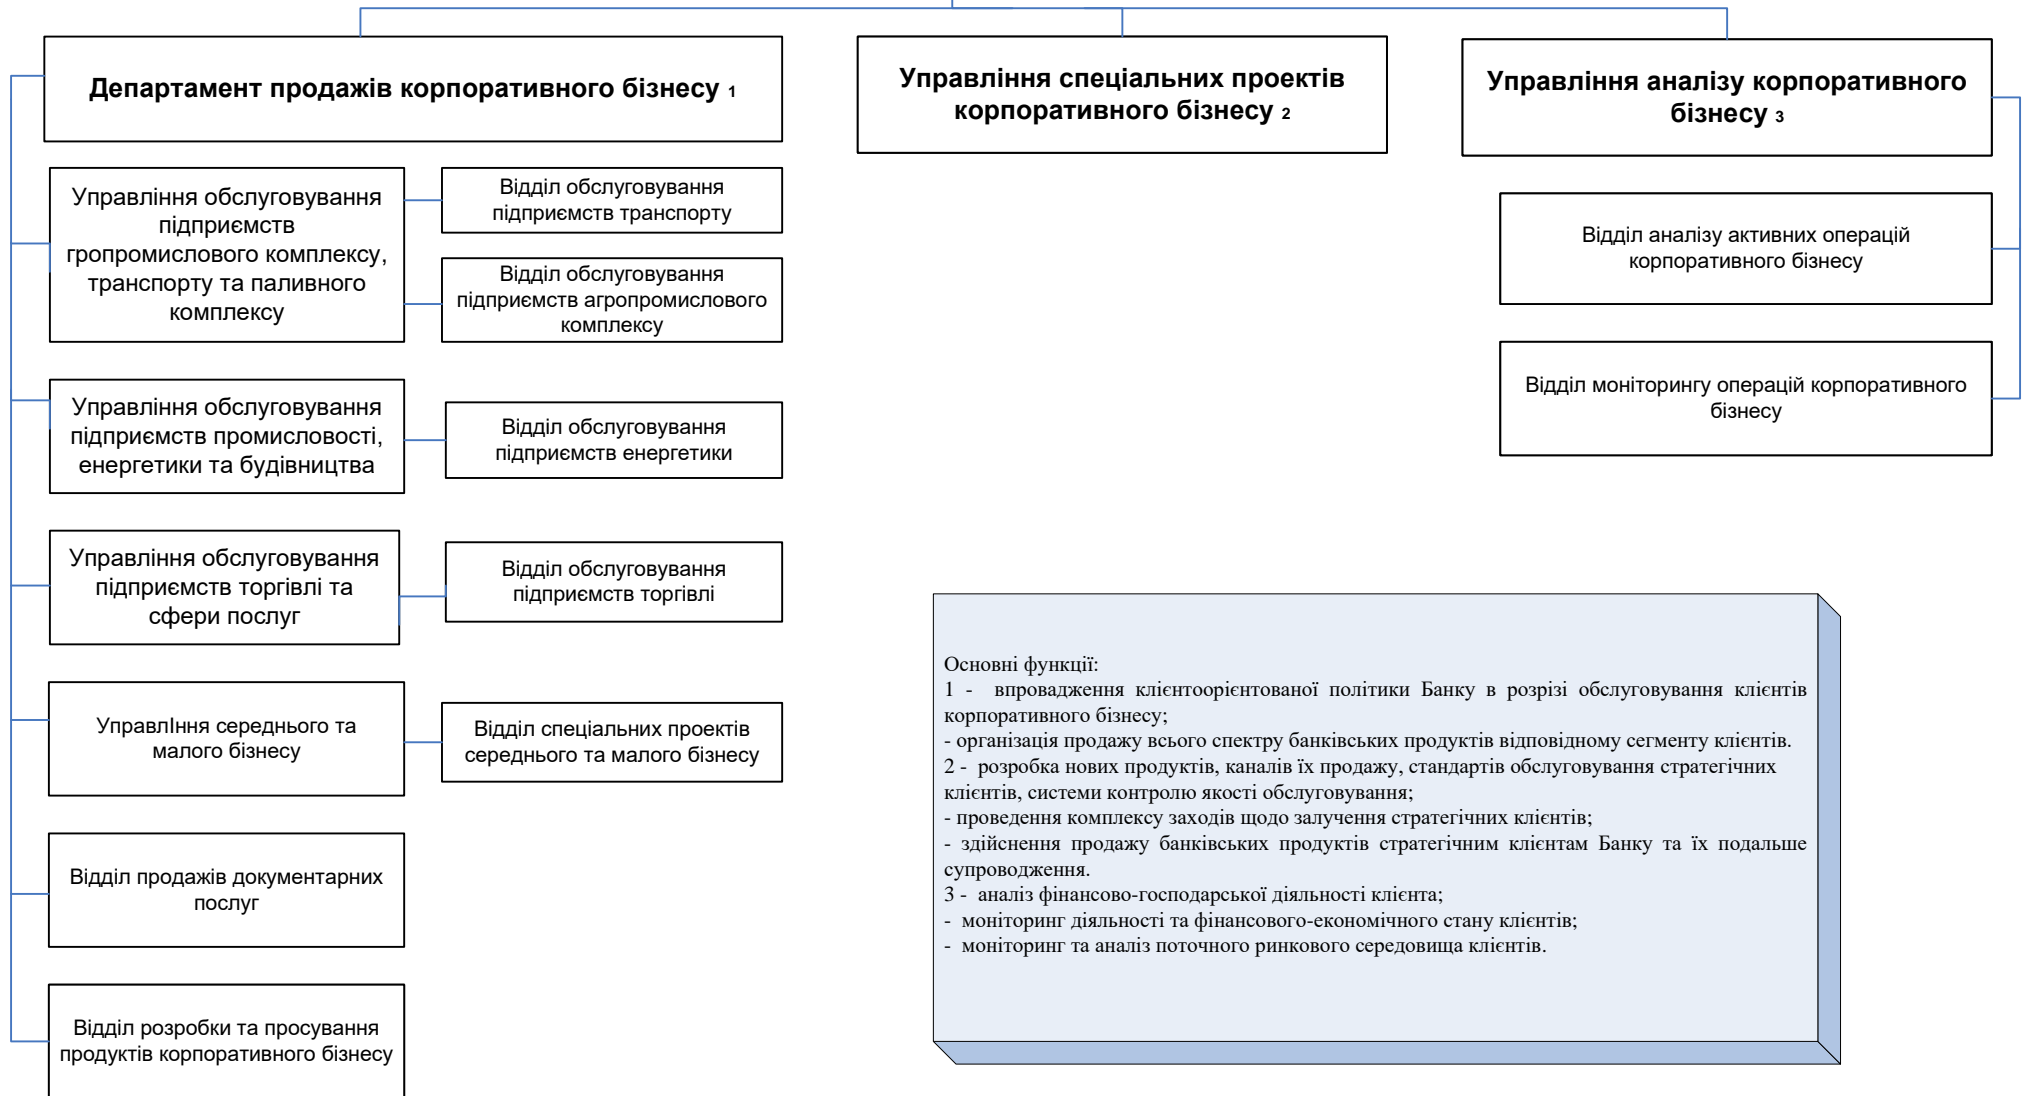 Департамент продажів корпоративного бізнесу 1
Управління спеціальних проектів
корпоративного бізнесу 2
Управління аналізу корпоративного
бізнесу 3
Управління обслуговування
підприємств
гропромислового комплексу,
транспорту та паливного
комплексу
Відділ обслуговування
підприємств транспорту
Відділ обслуговування
підприємств агропромислового
комплексу
Відділ аналізу активних операцій
корпоративного бізнесу
Відділ моніторингу операцій корпоративного
бізнесу
Управління обслуговування
підприємств промисловості,
енергетики та будівництва
Відділ обслуговування
підприємств енергетики
Управління обслуговування
підприємств торгівлі та
сфери послуг
Відділ обслуговування
підприємств торгівлі
УправлІння середнього та
малого бізнесу
Відділ спеціальних проектів
середнього та малого бізнесу
Відділ продажів документарних
послуг
Відділ розробки та просування
продуктів корпоративного бізнесу
Основні функції:
1 - впровадження клієнтоорієнтованої політики Банку в розрізі обслуговування клієнтів
корпоративного бізнесу;
- організація продажу всього спектру банківських продуктів відповідному сегменту клієнтів.
2 - розробка нових продуктів, каналів їх продажу, стандартів обслуговування стратегічних
клієнтів, системи контролю якості обслуговування;
- проведення комплексу заходів щодо залучення стратегічних клієнтів;
- здійснення продажу банківських продуктів стратегічним клієнтам Банку та їх подальше
супроводження.
3 - аналіз фінансово-господарської діяльності клієнта;
- моніторинг діяльності та фінансового-економічного стану клієнтів;
- моніторинг та аналіз поточного ринкового середовища клієнтів.